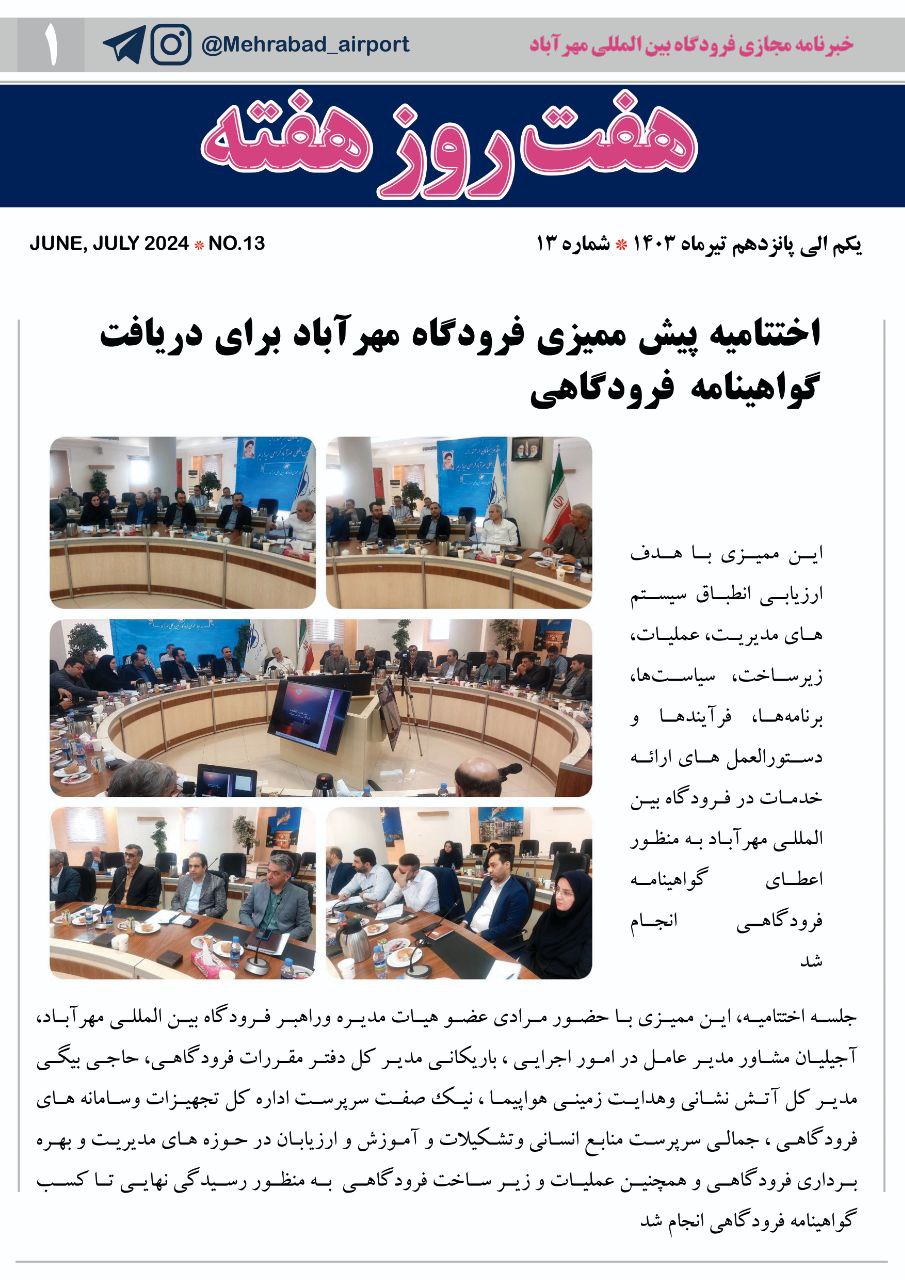 خبرنامه مجازی فرودگاه بین المللی مهرآباد
@Mehrabad_airport
۱
هفت روز هفته
یکم الی پانزدهم تیرماه ۱۴۰۳ * شماره ۱۳
JUNE, JULY 2024 * NO.13
اختتامیه پیش ممیزی فرودگاه مهرآباد برای دریافت
گواهینامه فرودگاهی
این ممیزی با هدف
ارزیابی انطباق سیستم
های مدیریت، عملیات،
زیرساخت، سیاست‌ها،
برنامه‌ها، فرآیندها و
دستورالعمل های ارائه
خدمات در فرودگاه بین
المللی مهرآباد به منظور
اعطای گواهینامه
فرودگاهی انجام
شد
جلسه اختتامیه، این ممیزی با حضور مرادی عضو هیات مدیره وراهبر فرودگاه بین المللی مهرآباد،
آجیلیان مشاور مدیر عامل در امور اجرایی ، باریکانی مدیر کل دفتر مقررات فرودگاهی، حاجی بیگی
مدیر کل آتش نشانی وهدایت زمینی هواپیما ، نیک صفت سرپرست اداره کل تجهیزات وسامانه های
فرودگاهی ، جمالی سرپرست منابع انسانی وتشکیلات و آموزش و ارزیابان در حوزه های مدیریت و بهره
برداری فرودگاهی و همچنین عملیات و زیر ساخت فرودگاهی به منظور رسیدگی نهایی تا کسب
گواهینامه فرودگاهی انجام شد